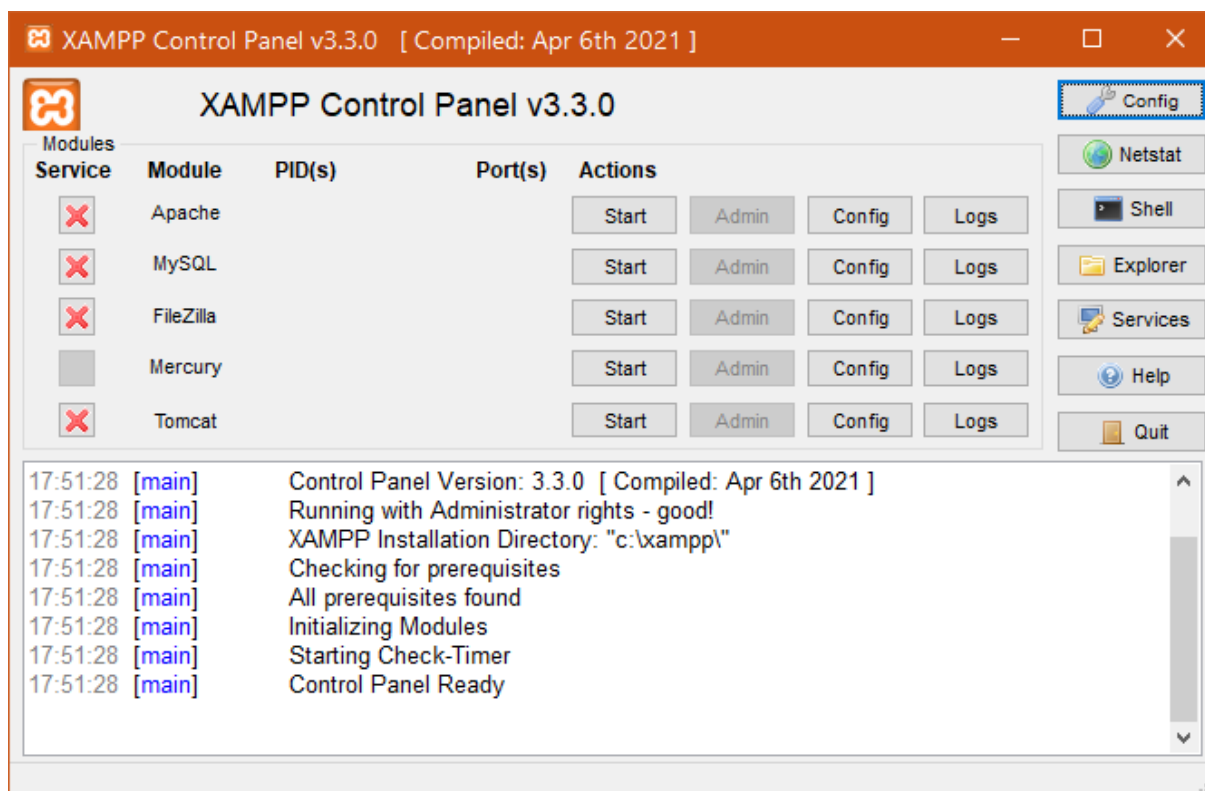 XAMPP Control Panel v3.3.0 [ Compiled: Apr 6th 2021 ]
XAMPP Control Panel v3.3.0
Config
Netstat
Shell
Explorer
Services
Help
Quit
Modules
Service Module PID(s) Port(s) Actions
Apache Start Admin Config Logs
MySQL Start Admin Config Logs
FileZilla Start Admin Config Logs
Mercury Start Admin Config Logs
Tomcat Start Admin Config Logs
17:51:28 [main] Control Panel Version: 3.3.0 [ Compiled: Apr 6th 2021 ]
17:51:28 [main] Running with Administrator rights - good!
17:51:28 [main] XAMPP Installation Directory: "c:\xampp\"
17:51:28 [main] Checking for prerequisites
17:51:28 [main] All prerequisites found
17:51:28 [main] Initializing Modules
17:51:28 [main] Starting Check-Timer
17:51:28 [main] Control Panel Ready